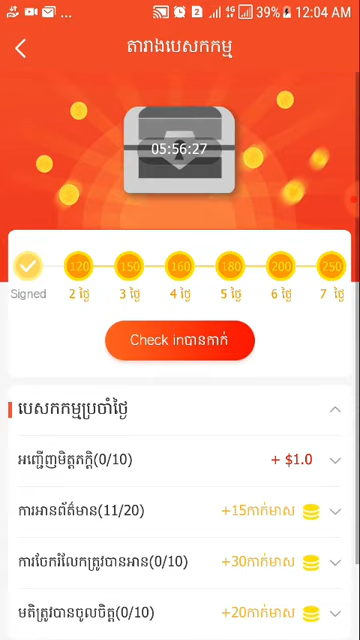 4G 39% 12:04 AM
តារាងបេសកកម្ម
05:56:27
120 150 160 180 200 250
Signed 2 ថ្ងៃ 3 ថ្ងៃ 4 ថ្ងៃ 5 ថ្ងៃ 6 ថ្ងៃ 7 ថ្ងៃ
Check inបានកាក់
បេសកកម្មប្រចាំថ្ងៃ
អញ្ជើញមិត្តភក្តិ(0/10) + $1.0
ការអានព័ត៌មាន(11/20) +15កាក់មាស
ការចែករំលែកត្រូវបានអាន(0/10) +30កាក់មាស
មតិត្រូវបានចូលចិត្ត(0/10) +20កាក់មាស